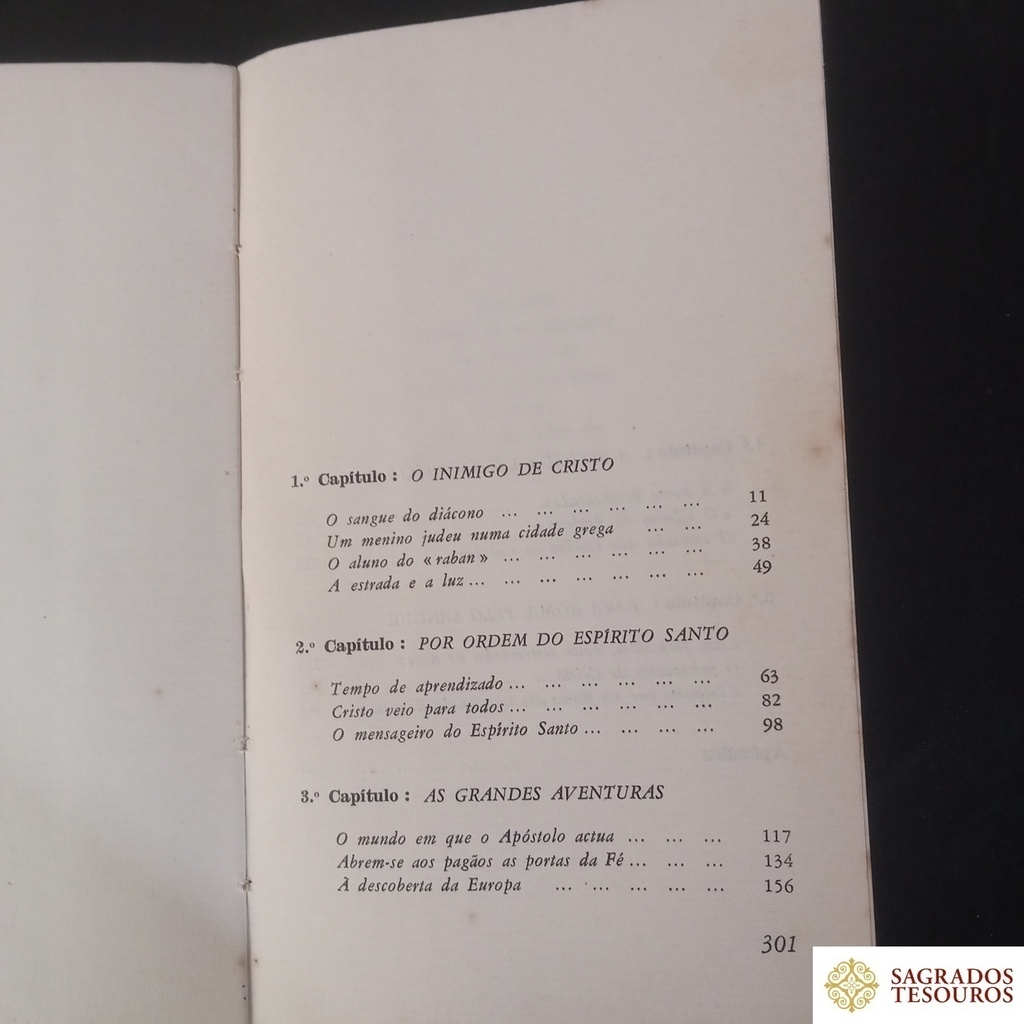 1.º Capítulo : O INIMIGO DE CRISTO
O sangue do diácono ... ... ... ... ... ... 11
Um menino judeu numa cidade grega ... ... 24
O aluno do « raban » ... ... ... ... ... ... 38
A estrada e a luz ... ... ... ... ... ... ... 49
2.º Capítulo : POR ORDEM DO ESPÍRITO SANTO
Tempo de aprendizado ... ... ... ... ... ... 63
Cristo veio para todos ... ... ... ... ... ... 82
O mensageiro do Espírito Santo ... ... ... ... 98
3.º Capítulo : AS GRANDES AVENTURAS
O mundo em que o Apóstolo actua ... ... ... 117
Abrem-se aos pagãos as portas da Fé ... ... ... 134
À descoberta da Europa ... ... ... ... ... 156
301
SAGRADOS
TESOUROS